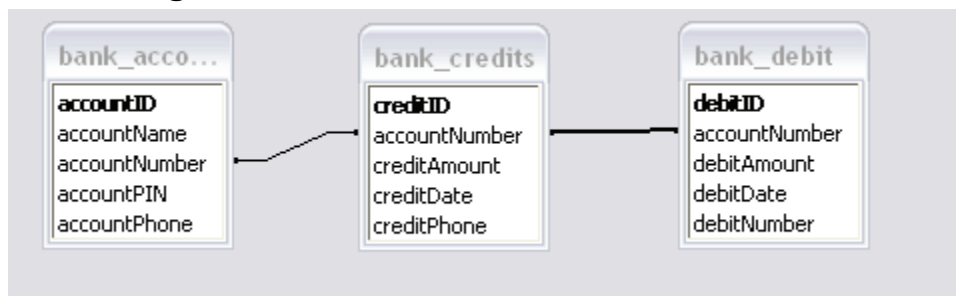 bank_acco...
accountID
accountName
accountNumber
accountPIN
accountPhone
bank_credits
creditID
accountNumber
creditAmount
creditDate
creditPhone
bank_debit
debitID
accountNumber
debitAmount
debitDate
debitNumber